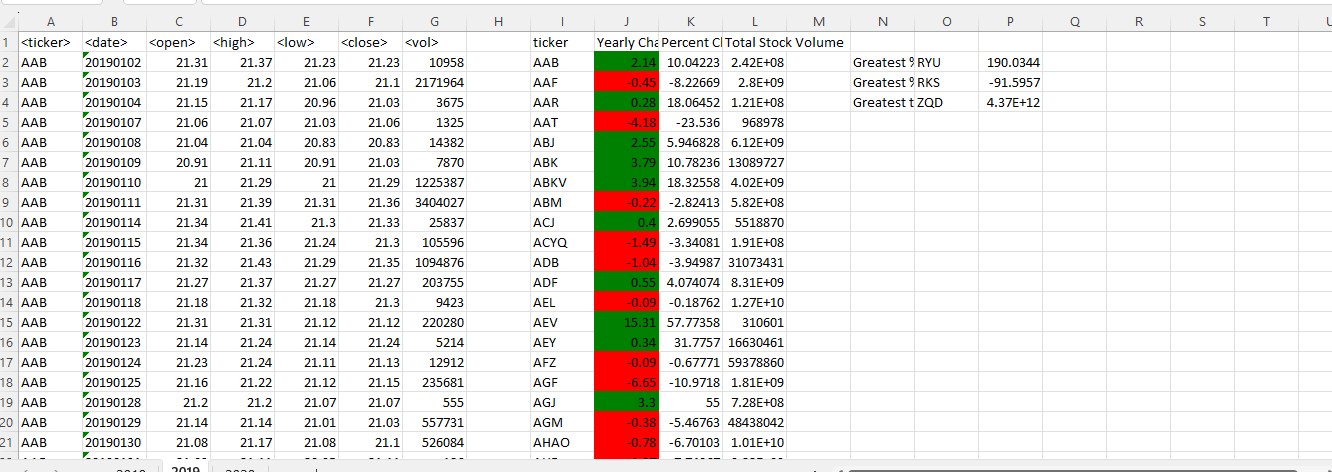 A B C D E F G H I J K L M N O P Q R S T U
1 <ticker> <date> <open> <high> <low> <close> <vol> ticker Yearly Cha Percent Cl Total Stock Volume
2 AAB 20190102 21.31 21.37 21.23 21.23 10958 AAB 2.14 10.04223 2.42E+08 Greatest % RYU 190.0344
3 AAB 20190103 21.19 21.2 21.06 21.1 2171964 AAF -0.45 -8.22669 2.8E+09 Greatest % RKS -91.5957
4 AAB 20190104 21.15 21.17 20.96 21.03 3675 AAR 0.28 18.06452 1.21E+08 Greatest t ZQD 4.37E+12
5 AAB 20190107 21.06 21.07 21.03 21.06 1325 AAT -4.18 -23.536 968978
6 AAB 20190108 21.04 21.04 20.83 20.83 14382 ABJ 2.55 5.946828 6.12E+09
7 AAB 20190109 20.91 21.11 20.91 21.03 7870 ABK 3.79 10.78236 13089727
8 AAB 20190110 21 21.29 21 21.29 1225387 ABKV 3.94 18.32558 4.02E+09
9 AAB 20190111 21.31 21.39 21.31 21.36 3404027 ABM -0.22 -2.82413 5.82E+08
10 AAB 20190114 21.34 21.41 21.3 21.33 25837 ACJ 0.4 2.699055 5518870
11 AAB 20190115 21.34 21.36 21.24 21.3 105596 ACYQ -1.49 -3.34081 1.91E+08
12 AAB 20190116 21.32 21.43 21.29 21.35 1094876 ADB -1.04 -3.94987 31073431
13 AAB 20190117 21.27 21.37 21.27 21.27 203755 ADF 0.55 4.074074 8.31E+09
14 AAB 20190118 21.18 21.32 21.18 21.3 9423 AEL -0.09 -0.18762 1.27E+10
15 AAB 20190122 21.31 21.31 21.12 21.12 220280 AEV 15.31 57.77358 310601
16 AAB 20190123 21.14 21.24 21.14 21.24 5214 AEY 0.34 31.7757 16630461
17 AAB 20190124 21.23 21.24 21.11 21.13 12912 AFZ -0.09 -0.67771 59378860
18 AAB 20190125 21.16 21.22 21.12 21.15 235681 AGF -6.65 -10.9718 1.81E+09
19 AAB 20190128 21.2 21.2 21.07 21.07 555 AGJ 3.3 55 7.28E+08
20 AAB 20190129 21.14 21.14 21.01 21.03 557731 AGM -0.38 -5.46763 48438042
21 AAB 20190130 21.08 21.17 21.08 21.1 526084 AHAO -0.78 -6.70103 1.01E+10
2019